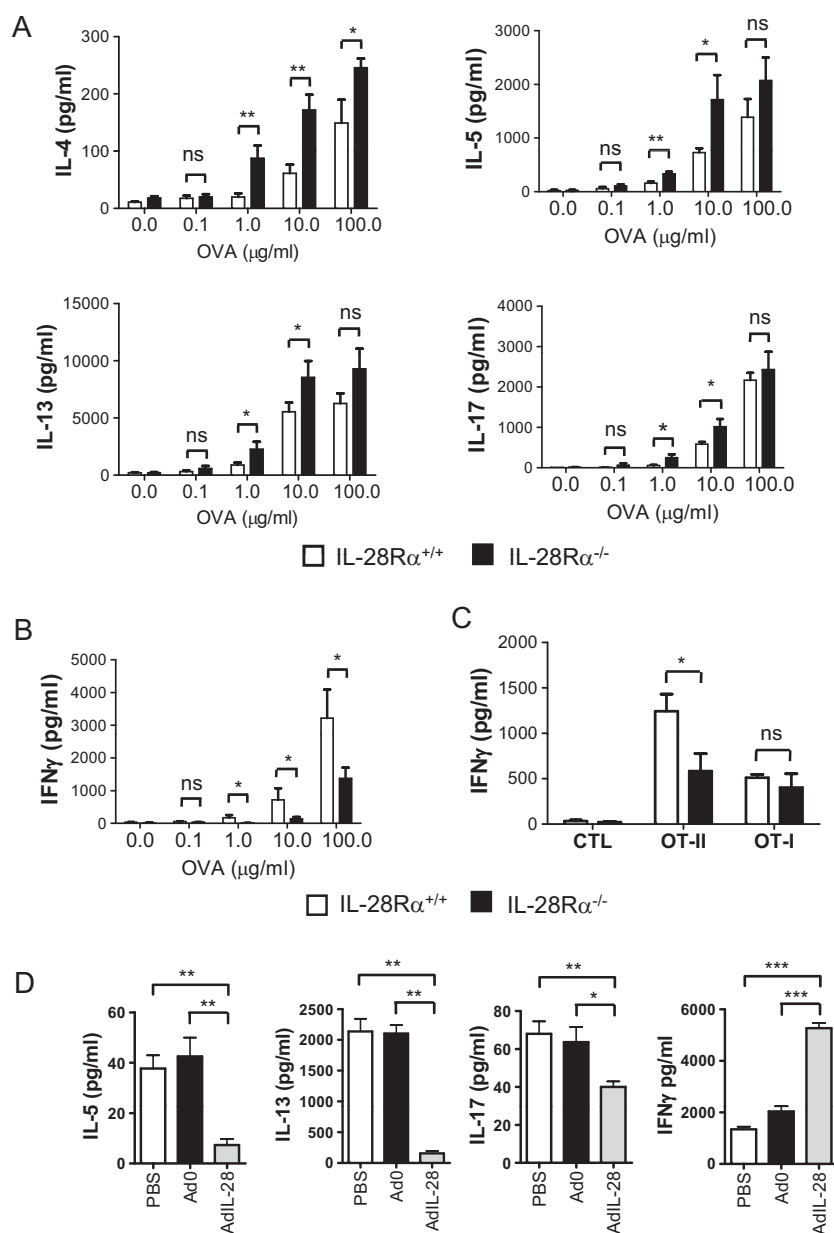 A
IL-4 (pg/ml)
300
200
100
0
ns
**
**
*
0.0 0.1 1.0 10.0 100.0
OVA (μg/ml)
IL-5 (pg/ml)
3000
2000
1000
0
ns
**
*
ns
0.0 0.1 1.0 10.0 100.0
OVA (μg/ml)
IL-13 (pg/ml)
15000
10000
5000
0
ns
*
*
ns
0.0 0.1 1.0 10.0 100.0
OVA (μg/ml)
IL-17 (pg/ml)
4000
3000
2000
1000
0
ns
*
*
ns
0.0 0.1 1.0 10.0 100.0
OVA (μg/ml)
IL-28Rα+/+ IL-28Rα-/-
B
IFNγ (pg/ml)
5000
4000
3000
2000
1000
0
ns
*
*
*
0.0 0.1 1.0 10.0 100.0
OVA (μg/ml)
C
IFNγ (pg/ml)
2000
1500
1000
500
0
*
ns
CTL OT-II OT-I
IL-28Rα+/+ IL-28Rα-/-
D
IL-5 (pg/ml)
60
40
20
0
**
**
PBS Ad0 AdIL-28
IL-13 (pg/ml)
2500
2000
1500
1000
500
0
**
**
PBS Ad0 AdIL-28
IL-17 (pg/ml)
80
60
40
20
0
**
*
PBS Ad0 AdIL-28
IFNγ pg/ml)
6000
4000
2000
0
***
***
PBS Ad0 AdIL-28